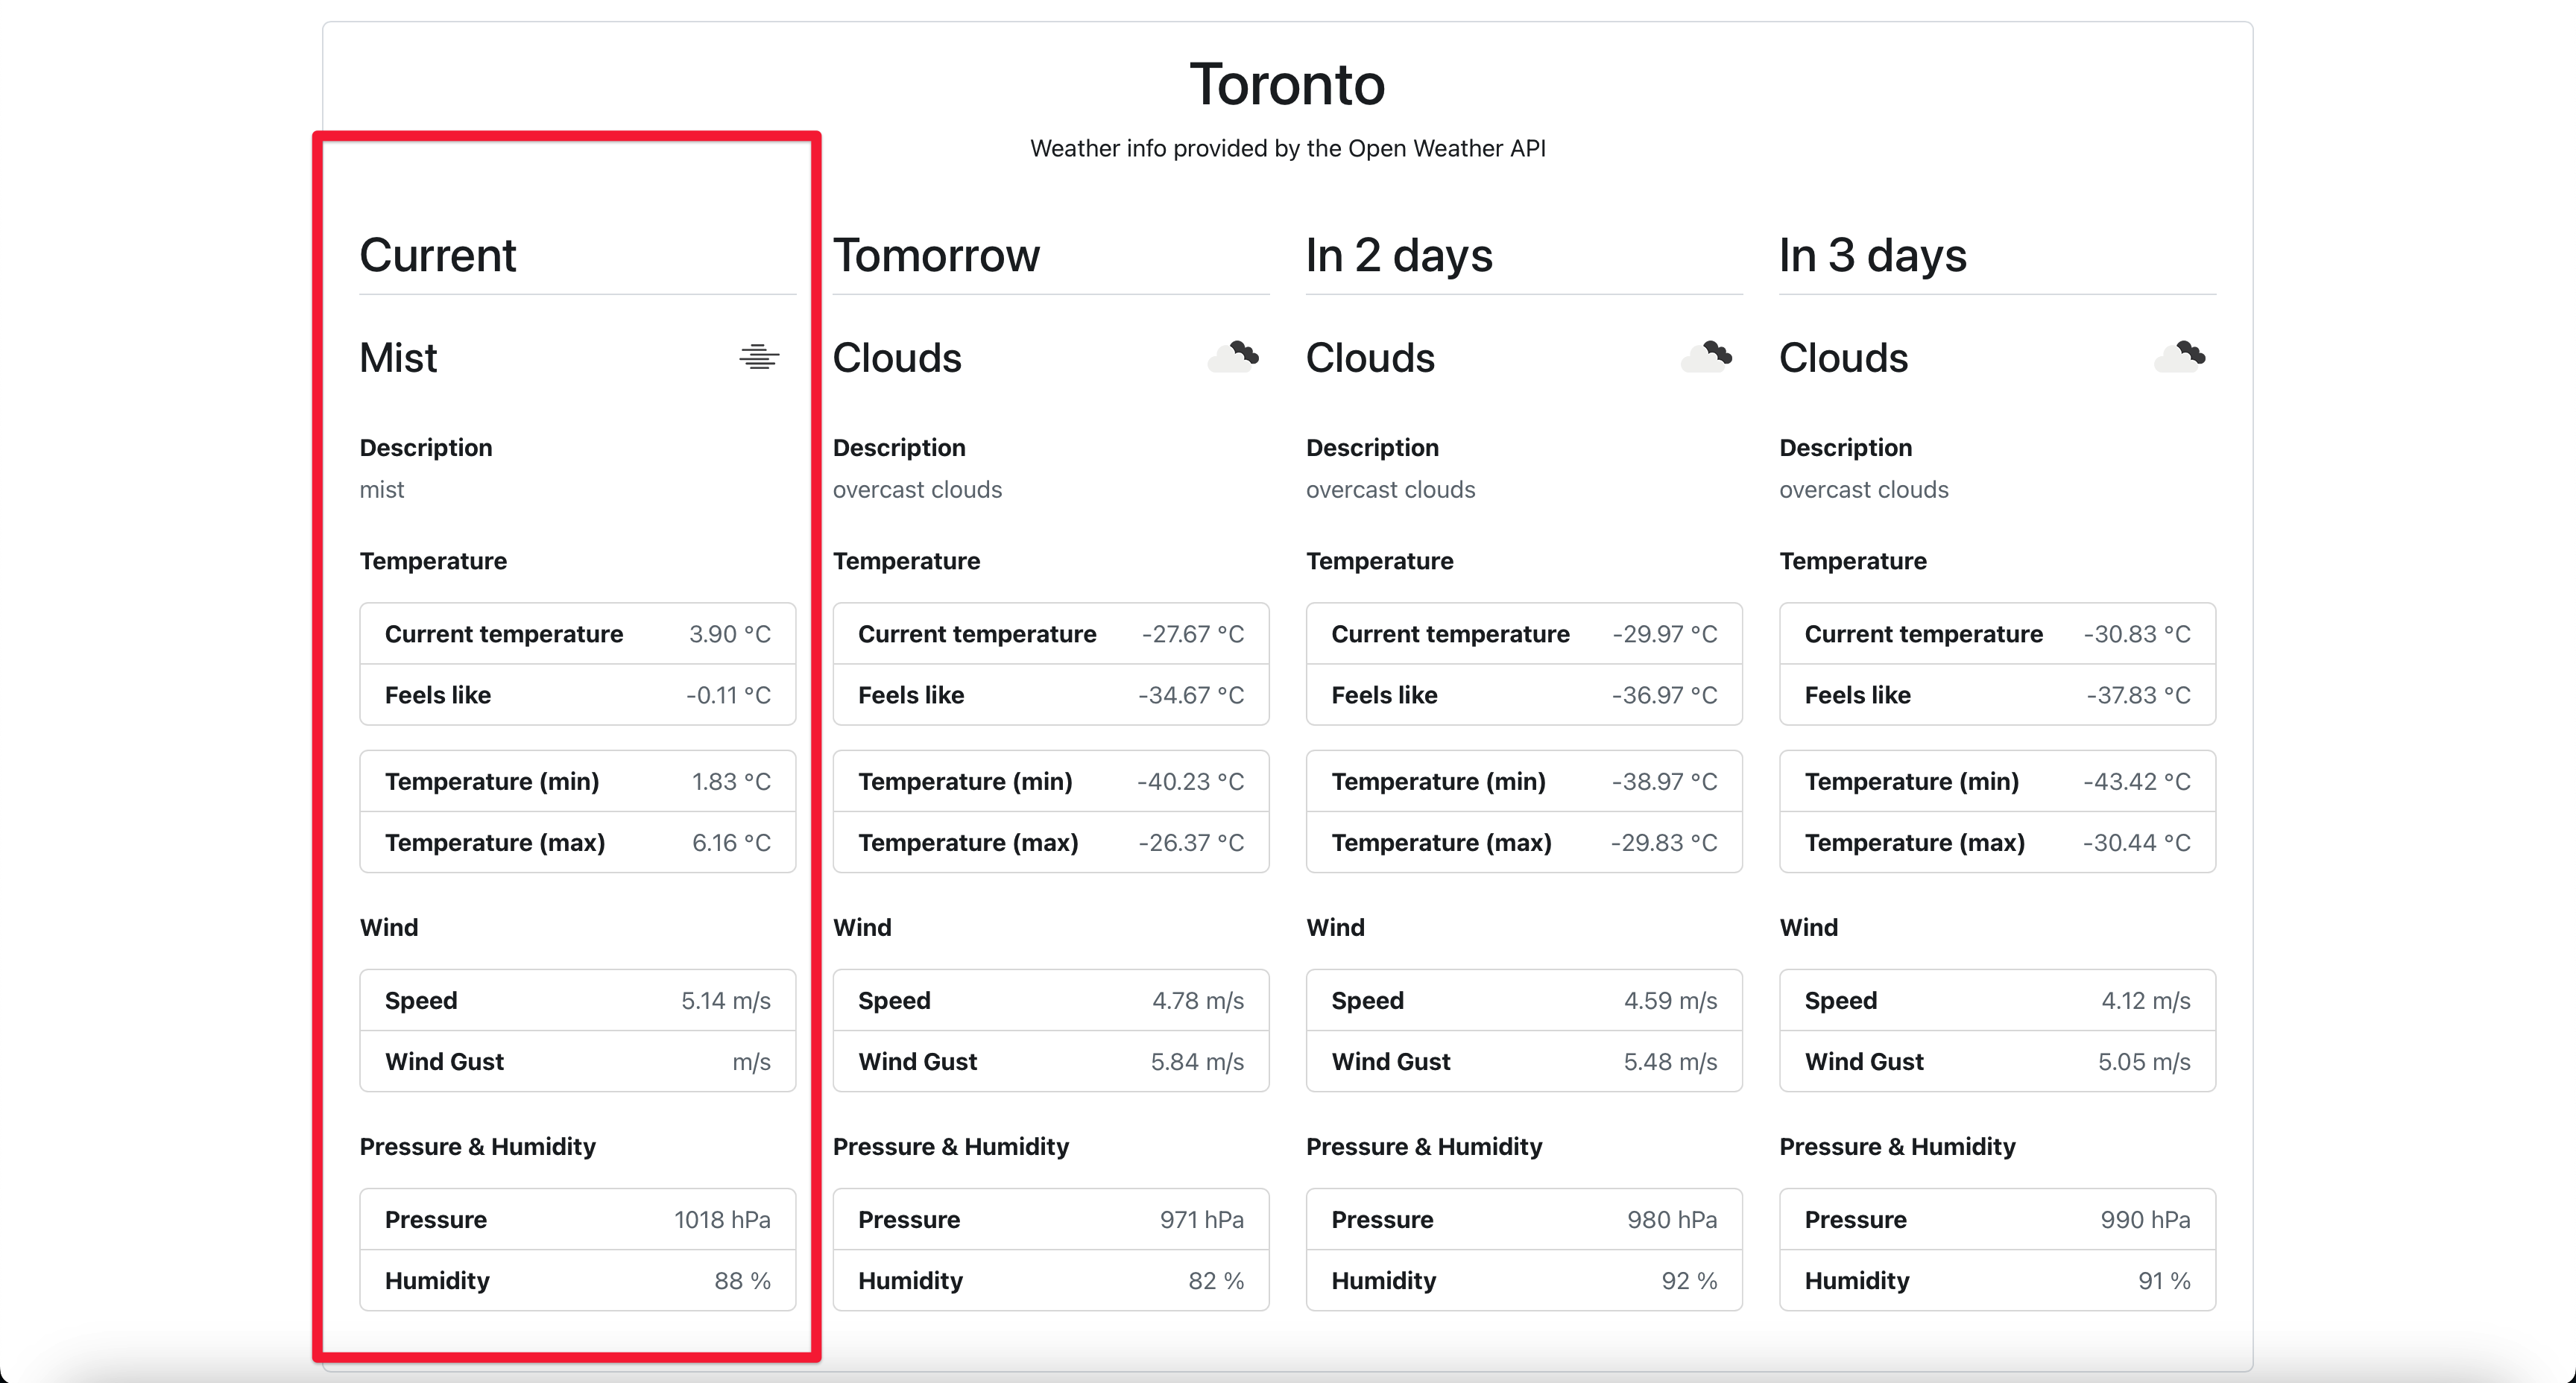 Toronto
Weather info provided by the Open Weather API
Current
Mist
Description
mist
Temperature
Current temperature 3.90 °C
Feels like -0.11 °C
Temperature (min) 1.83 °C
Temperature (max) 6.16 °C
Wind
Speed 5.14 m/s
Wind Gust m/s
Pressure & Humidity
Pressure 1018 hPa
Humidity 88 %
Tomorrow
Clouds
Description
overcast clouds
Temperature
Current temperature -27.67 °C
Feels like -34.67 °C
Temperature (min) -40.23 °C
Temperature (max) -26.37 °C
Wind
Speed 4.78 m/s
Wind Gust 5.84 m/s
Pressure & Humidity
Pressure 971 hPa
Humidity 82 %
In 2 days
Clouds
Description
overcast clouds
Temperature
Current temperature -29.97 °C
Feels like -36.97 °C
Temperature (min) -38.97 °C
Temperature (max) -29.83 °C
Wind
Speed 4.59 m/s
Wind Gust 5.48 m/s
Pressure & Humidity
Pressure 980 hPa
Humidity 92 %
In 3 days
Clouds
Description
overcast clouds
Temperature
Current temperature -30.83 °C
Feels like -37.83 °C
Temperature (min) -43.42 °C
Temperature (max) -30.44 °C
Wind
Speed 4.12 m/s
Wind Gust 5.05 m/s
Pressure & Humidity
Pressure 990 hPa
Humidity 91 %